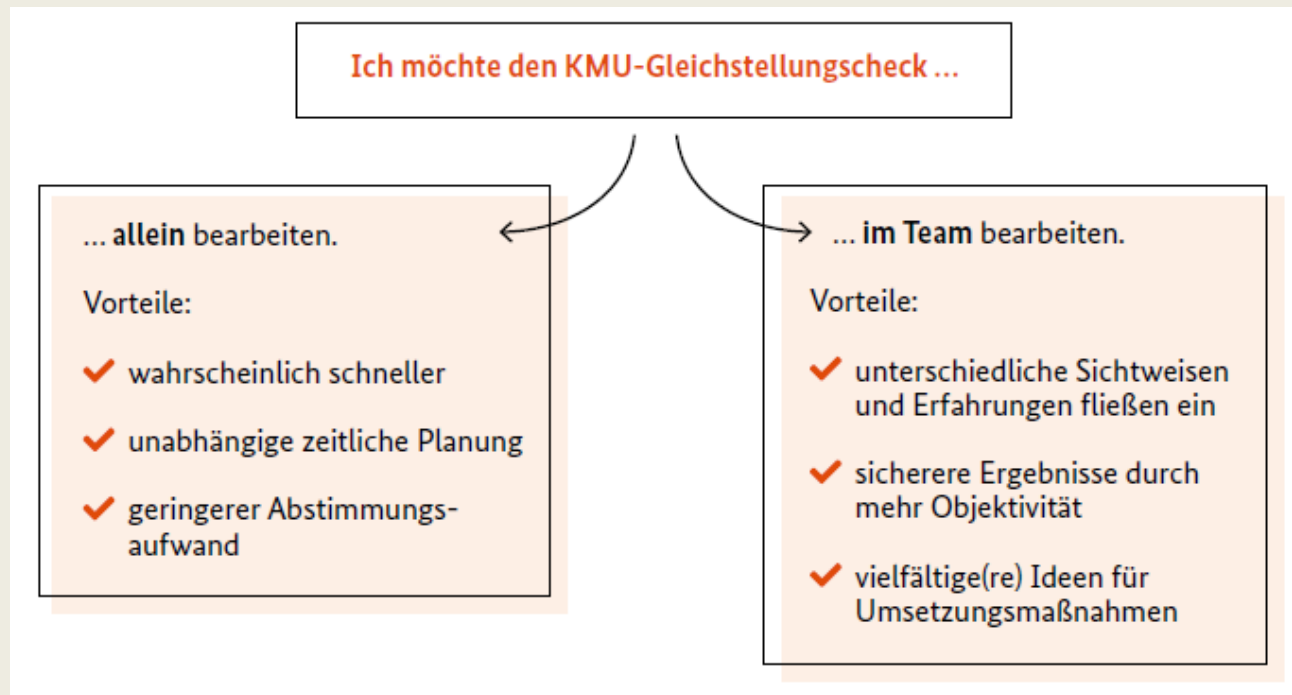 Ich möchte den KMU-Gleichstellungscheck …
… allein bearbeiten.
Vorteile:
wahrscheinlich schneller
unabhängige zeitliche Planung
geringerer Abstimmungs-
aufwand
… im Team bearbeiten.
Vorteile:
unterschiedliche Sichtweisen
und Erfahrungen fließen ein
sicherere Ergebnisse durch
mehr Objektivität
vielfältige(re) Ideen für
Umsetzungsmaßnahmen